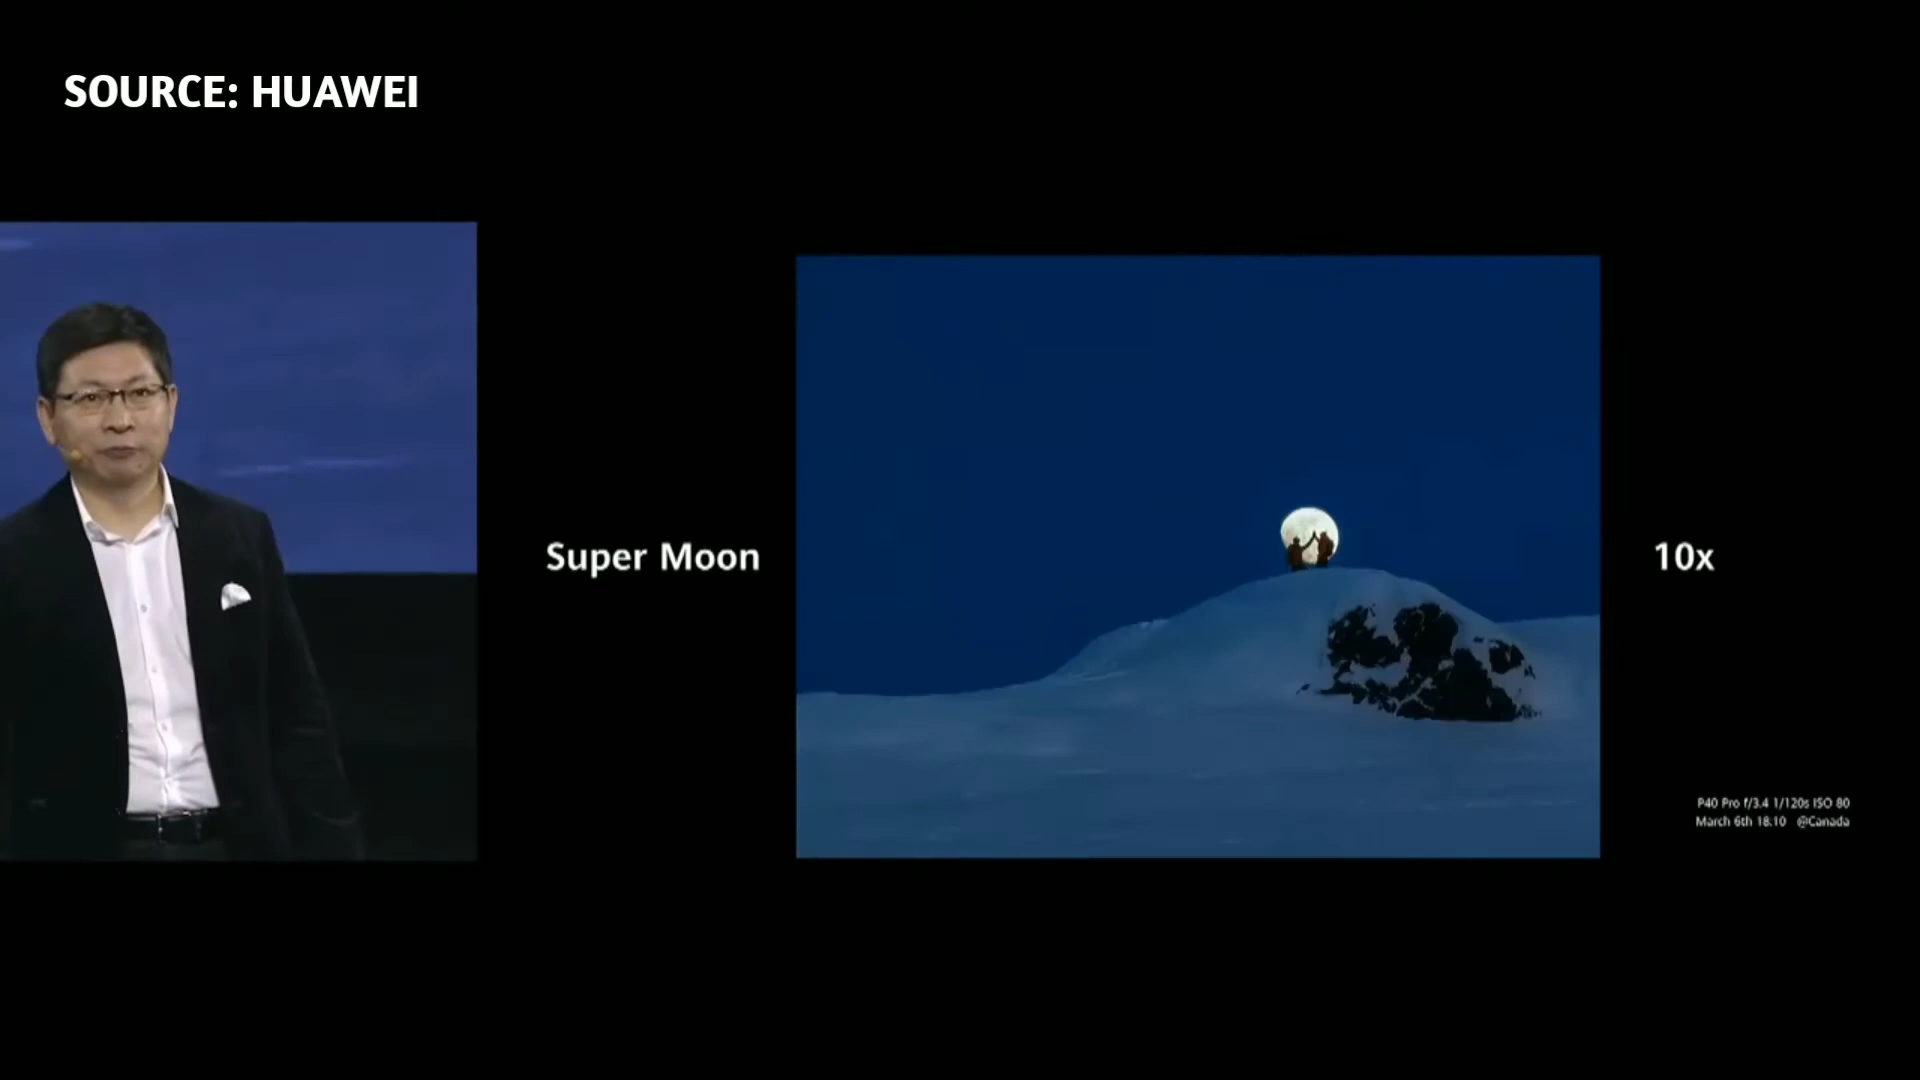 SOURCE: HUAWEI
Super Moon
10x
P40 Pro f/3.4 1/120s ISO 80
March 6th 18.10 @Canada